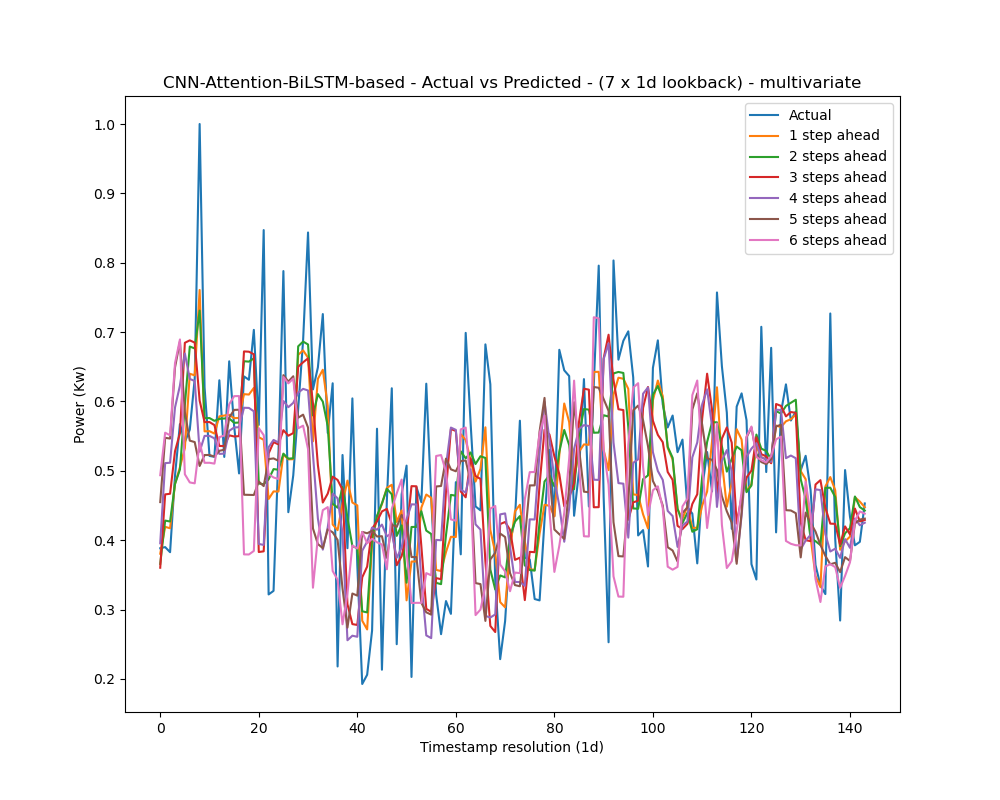 CNN-Attention-BiLSTM-based - Actual vs Predicted - (7 x 1d lookback) - multivariate
Actual
1 step ahead
2 steps ahead
3 steps ahead
4 steps ahead
5 steps ahead
6 steps ahead
Power (Kw)
1.0
0.9
0.8
0.7
0.6
0.5
0.4
0.3
0.2
0 20 40 60 80 100 120 140
Timestamp resolution (1d)